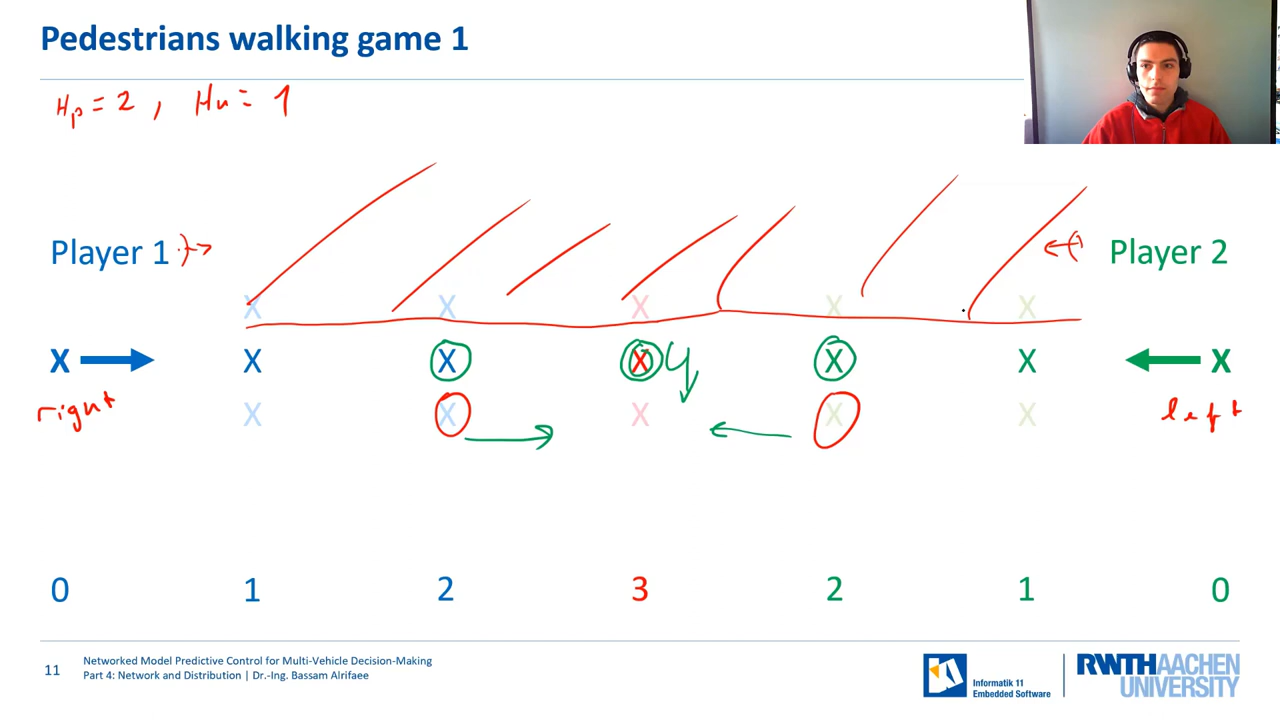 Pedestrians walking game 1
Hp = 2 , Hu = 1
Player 1 Player 2
X X X X X
X X X X X X X
right left
X X X X X
0 1 2 3 2 1 0
11
Networked Model Predictive Control for Multi-Vehicle Decision-Making
Part 4: Network and Distribution | Dr.-Ing. Bassam Alrifaee
Informatik 11
Embedded Software
RWTHAACHEN
UNIVERSITY